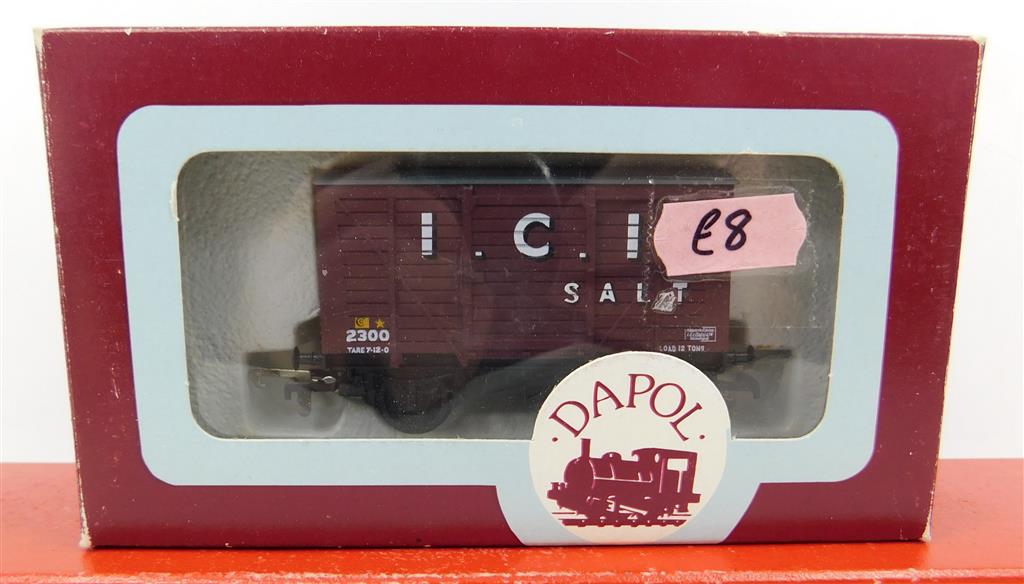 I.C.I
£8
SALT
2300
TARE 7-12-0
LOAD 12 TONS
·DAPOL·